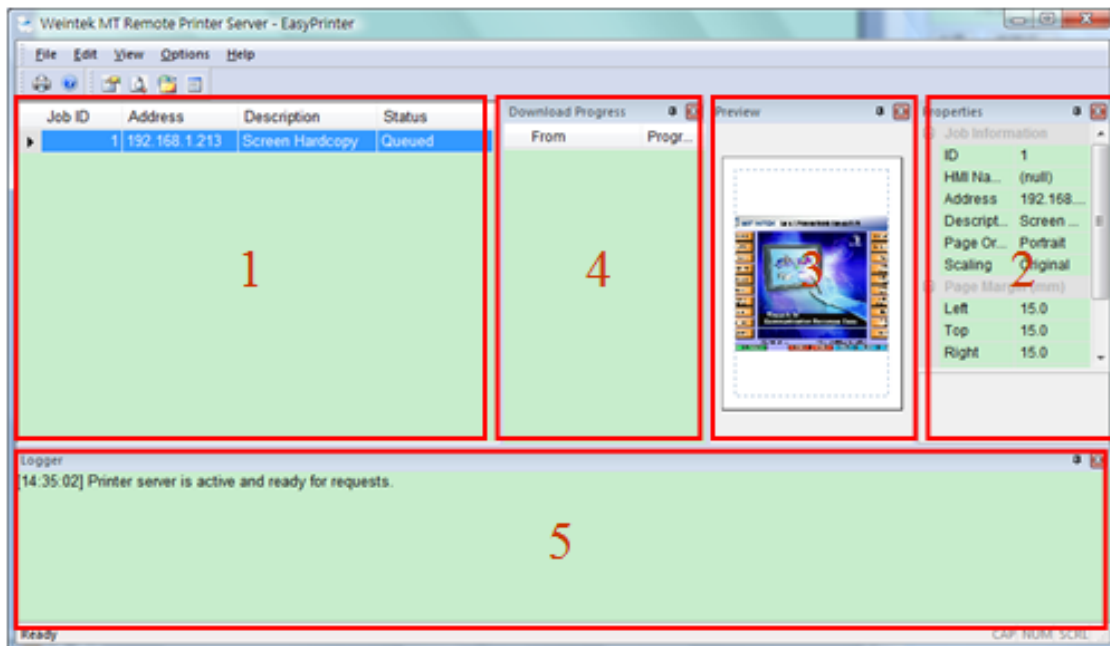 Weintek MT Remote Printer Server - EasyPrinter
File Edit View Options Help
Job ID Address Description Status
1 192.168.1.213 Screen Hardcopy Queued
1
Download Progress
From Progr...
4
Preview
3
Properties
Job Information
ID 1
HMI Na... (null)
Address 192.168....
Descript... Screen ...
Page Or... Portrait
Scaling Original
2
Page Margin (mm)
Left 15.0
Top 15.0
Right 15.0
Logger
[14:35:02] Printer server is active and ready for requests.
5
Ready CAP NUM SCRL